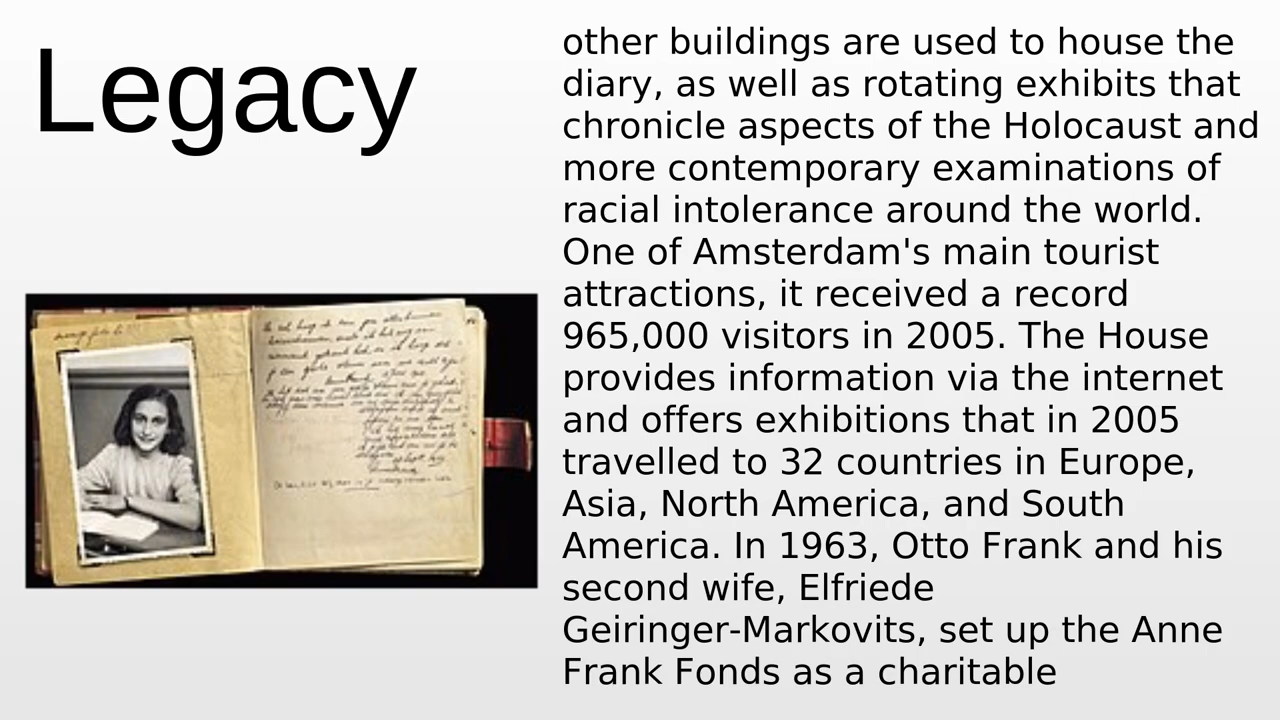 Legacy
other buildings are used to house the
diary, as well as rotating exhibits that
chronicle aspects of the Holocaust and
more contemporary examinations of
racial intolerance around the world.
One of Amsterdam's main tourist
attractions, it received a record
965,000 visitors in 2005. The House
provides information via the internet
and offers exhibitions that in 2005
travelled to 32 countries in Europe,
Asia, North America, and South
America. In 1963, Otto Frank and his
second wife, Elfriede
Geiringer-Markovits, set up the Anne
Frank Fonds as a charitable